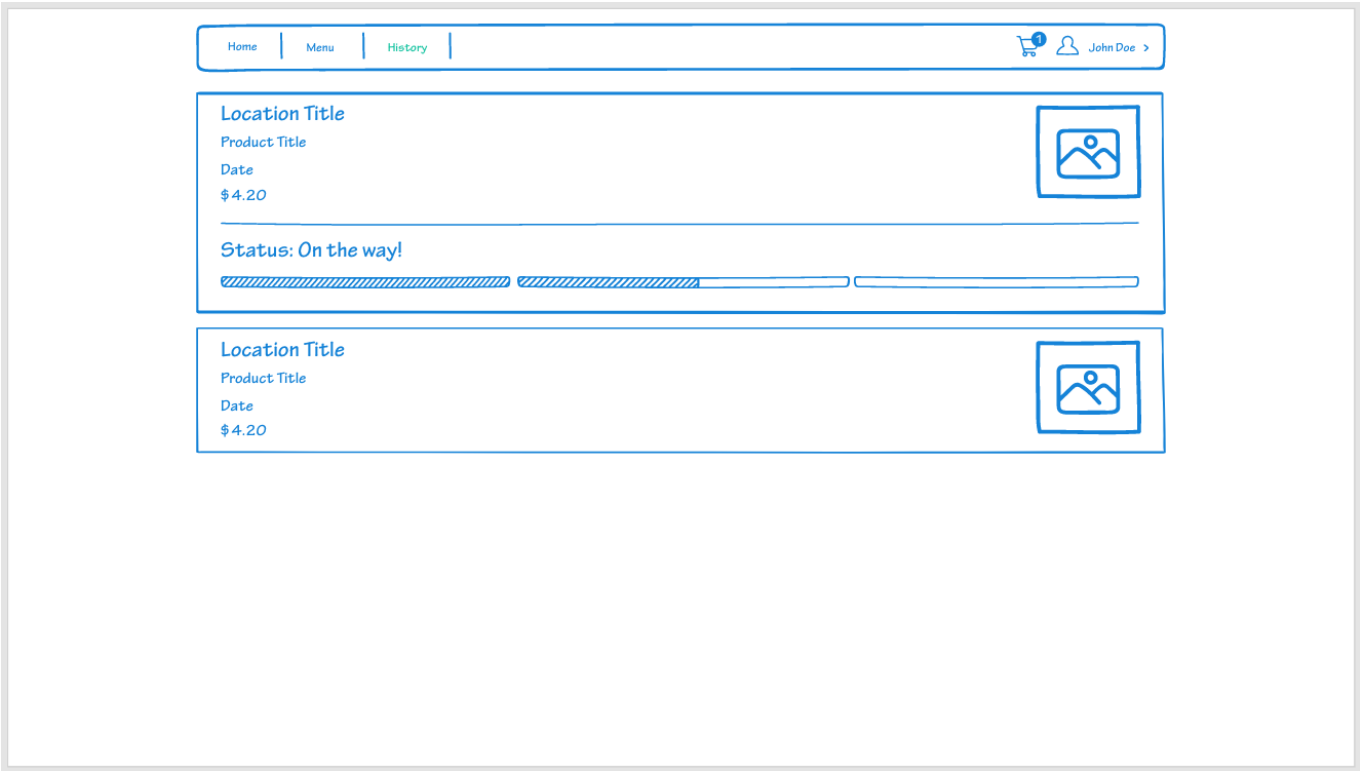 Home Menu History 1 John Doe >
Location Title
Product Title
Date
$4.20
Status: On the way!
Location Title
Product Title
Date
$4.20